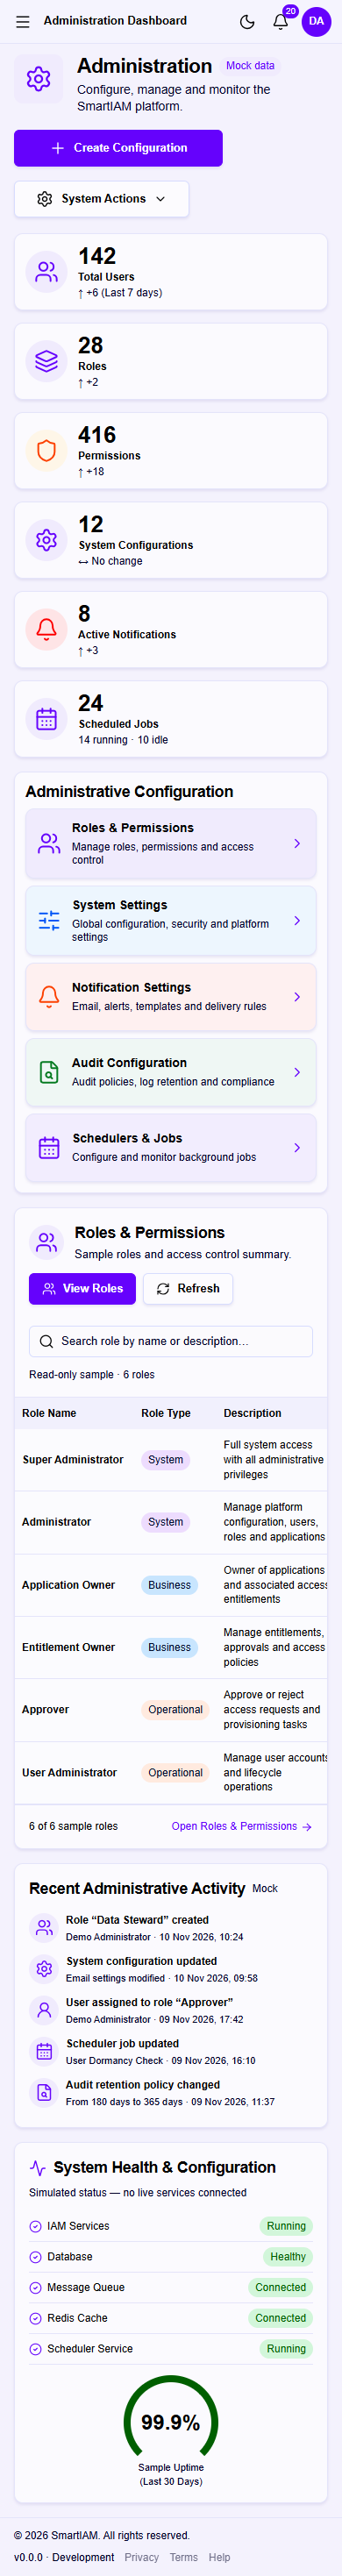 Administration Dashboard
20
DA
Administration Mock data
Configure, manage and monitor the
SmartIAM platform.
Create Configuration
System Actions
142
Total Users
↑ +6 (Last 7 days)
28
Roles
↑ +2
416
Permissions
↑ +18
12
System Configurations
↔ No change
8
Active Notifications
↑ +3
24
Scheduled Jobs
14 running · 10 idle
Administrative Configuration
Roles & Permissions
Manage roles, permissions and access
control
System Settings
Global configuration, security and platform
settings
Notification Settings
Email, alerts, templates and delivery rules
Audit Configuration
Audit policies, log retention and compliance
Schedulers & Jobs
Configure and monitor background jobs
Roles & Permissions
Sample roles and access control summary.
View Roles Refresh
Search role by name or description...
Read-only sample · 6 roles
Role Name Role Type Description
Super Administrator System Full system access
with all administrative
privileges
Administrator System Manage platform
configuration, users,
roles and applications
Application Owner Business Owner of applications
and associated access
entitlements
Entitlement Owner Business Manage entitlements,
approvals and access
policies
Approver Operational Approve or reject
access requests and
provisioning tasks
User Administrator Operational Manage user accounts
and lifecycle
operations
6 of 6 sample roles Open Roles & Permissions →
Recent Administrative Activity Mock
Role “Data Steward” created
Demo Administrator · 10 Nov 2026, 10:24
System configuration updated
Email settings modified · 10 Nov 2026, 09:58
User assigned to role “Approver”
Demo Administrator · 09 Nov 2026, 17:42
Scheduler job updated
User Dormancy Check · 09 Nov 2026, 16:10
Audit retention policy changed
From 180 days to 365 days · 09 Nov 2026, 11:37
System Health & Configuration
Simulated status — no live services connected
IAM Services Running
Database Healthy
Message Queue Connected
Redis Cache Connected
Scheduler Service Running
99.9%
Sample Uptime
(Last 30 Days)
© 2026 SmartIAM. All rights reserved.
v0.0.0 · Development Privacy Terms Help